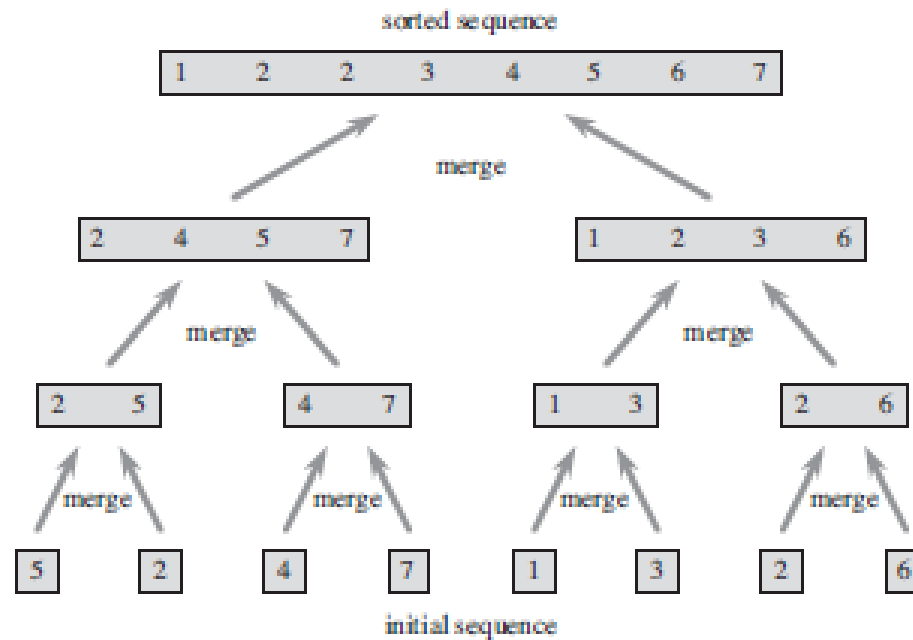 sorted sequence
1 2 2 3 4 5 6 7
merge
2 4 5 7
1 2 3 6
merge
merge
2 5
4 7
1 3
2 6
merge
merge
merge
merge
5
2
4
7
1
3
2
6
initial sequence